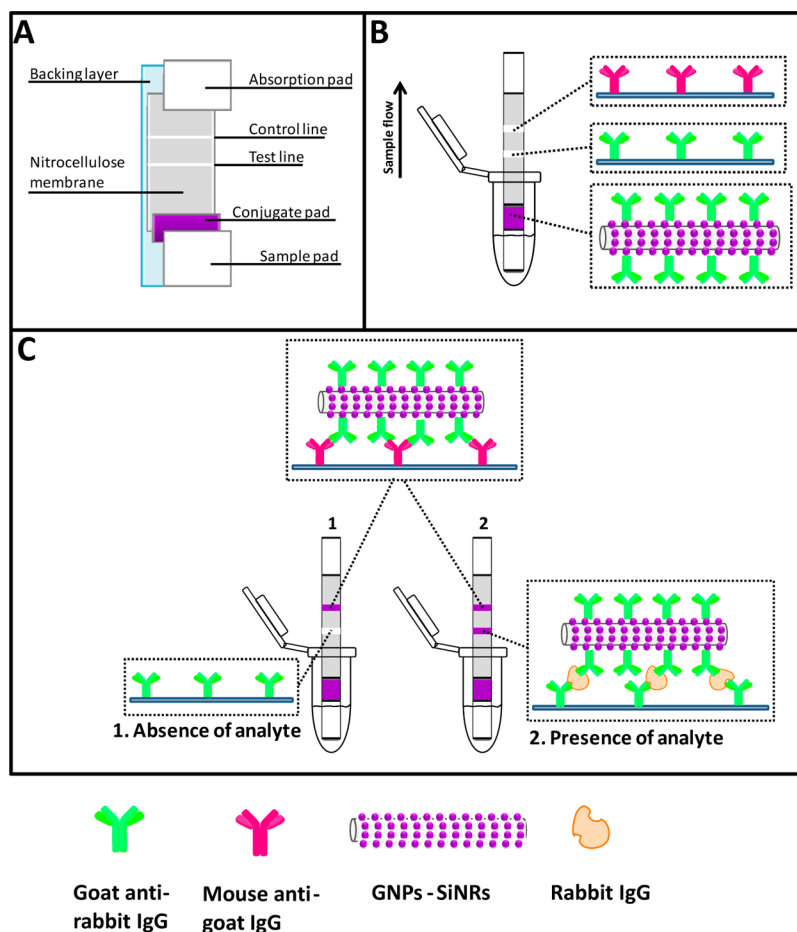 A
Backing layer
Absorption pad
Control line
Test line
Nitrocellulose
membrane
Conjugate pad
Sample pad
B
Sample flow
C
1
2
1. Absence of analyte
2. Presence of analyte
Goat anti-
rabbit IgG
Mouse anti-
goat IgG
GNPs - SiNRs
Rabbit IgG